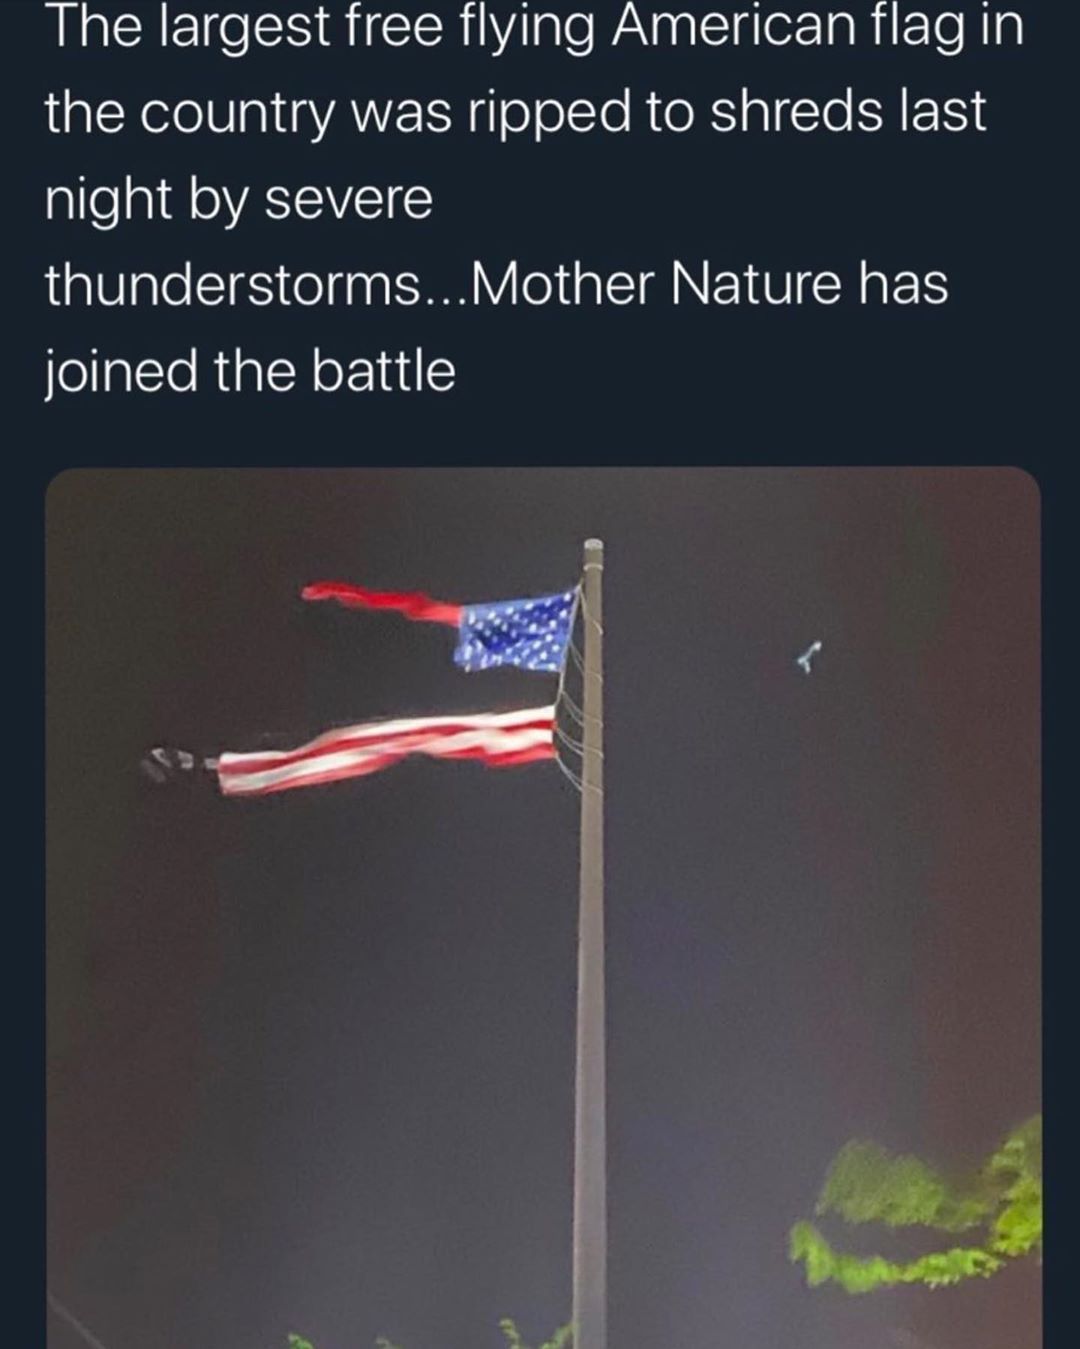 The largest free flying American flag in
the country was ripped to shreds last
night by severe
thunderstorms...Mother Nature has
joined the battle